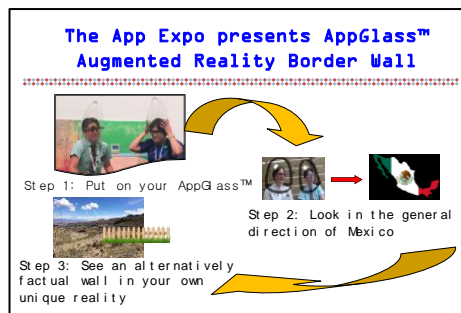 The App Expo presents AppGlass™
Augmented Reality Border Wall
Step 1: Put on your AppGlass™
Step 2: Look in the general
direction of Mexico
Step 3: See an alternatively
factual wall in your own
unique reality